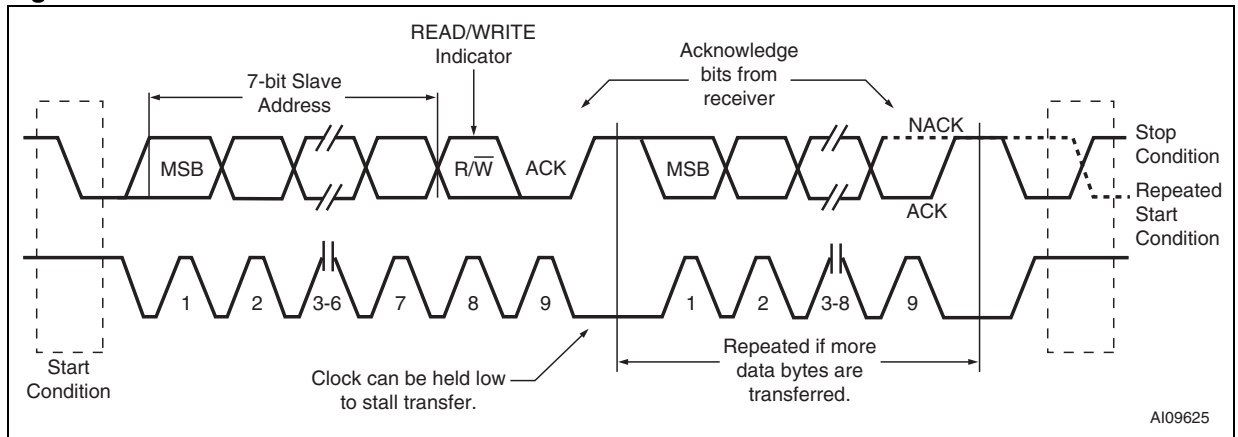 READ/WRITE
Indicator
Acknowledge
bits from
receiver
7-bit Slave
Address
NACK
Stop
Condition
MSB
R/W̅
ACK
MSB
ACK
Repeated
Start
Condition
1
2
3-6
7
8
9
1
2
3-8
9
Start
Condition
Clock can be held low
to stall transfer.
Repeated if more
data bytes are
transferred.
AI09625